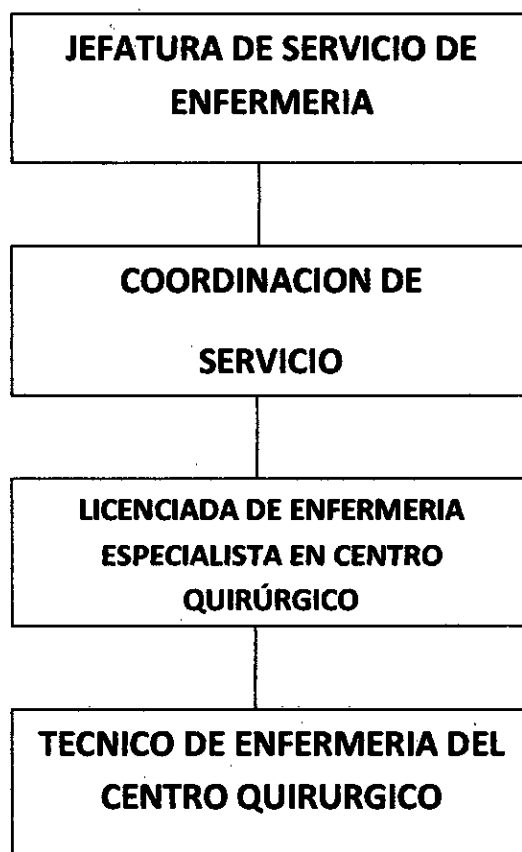 JEFATURA DE SERVICIO DE
ENFERMERIA
COORDINACION DE
SERVICIO
LICENCIADA DE ENFERMERIA
ESPECIALISTA EN CENTRO
QUIRÚRGICO
TECNICO DE ENFERMERIA DEL
CENTRO QUIRURGICO